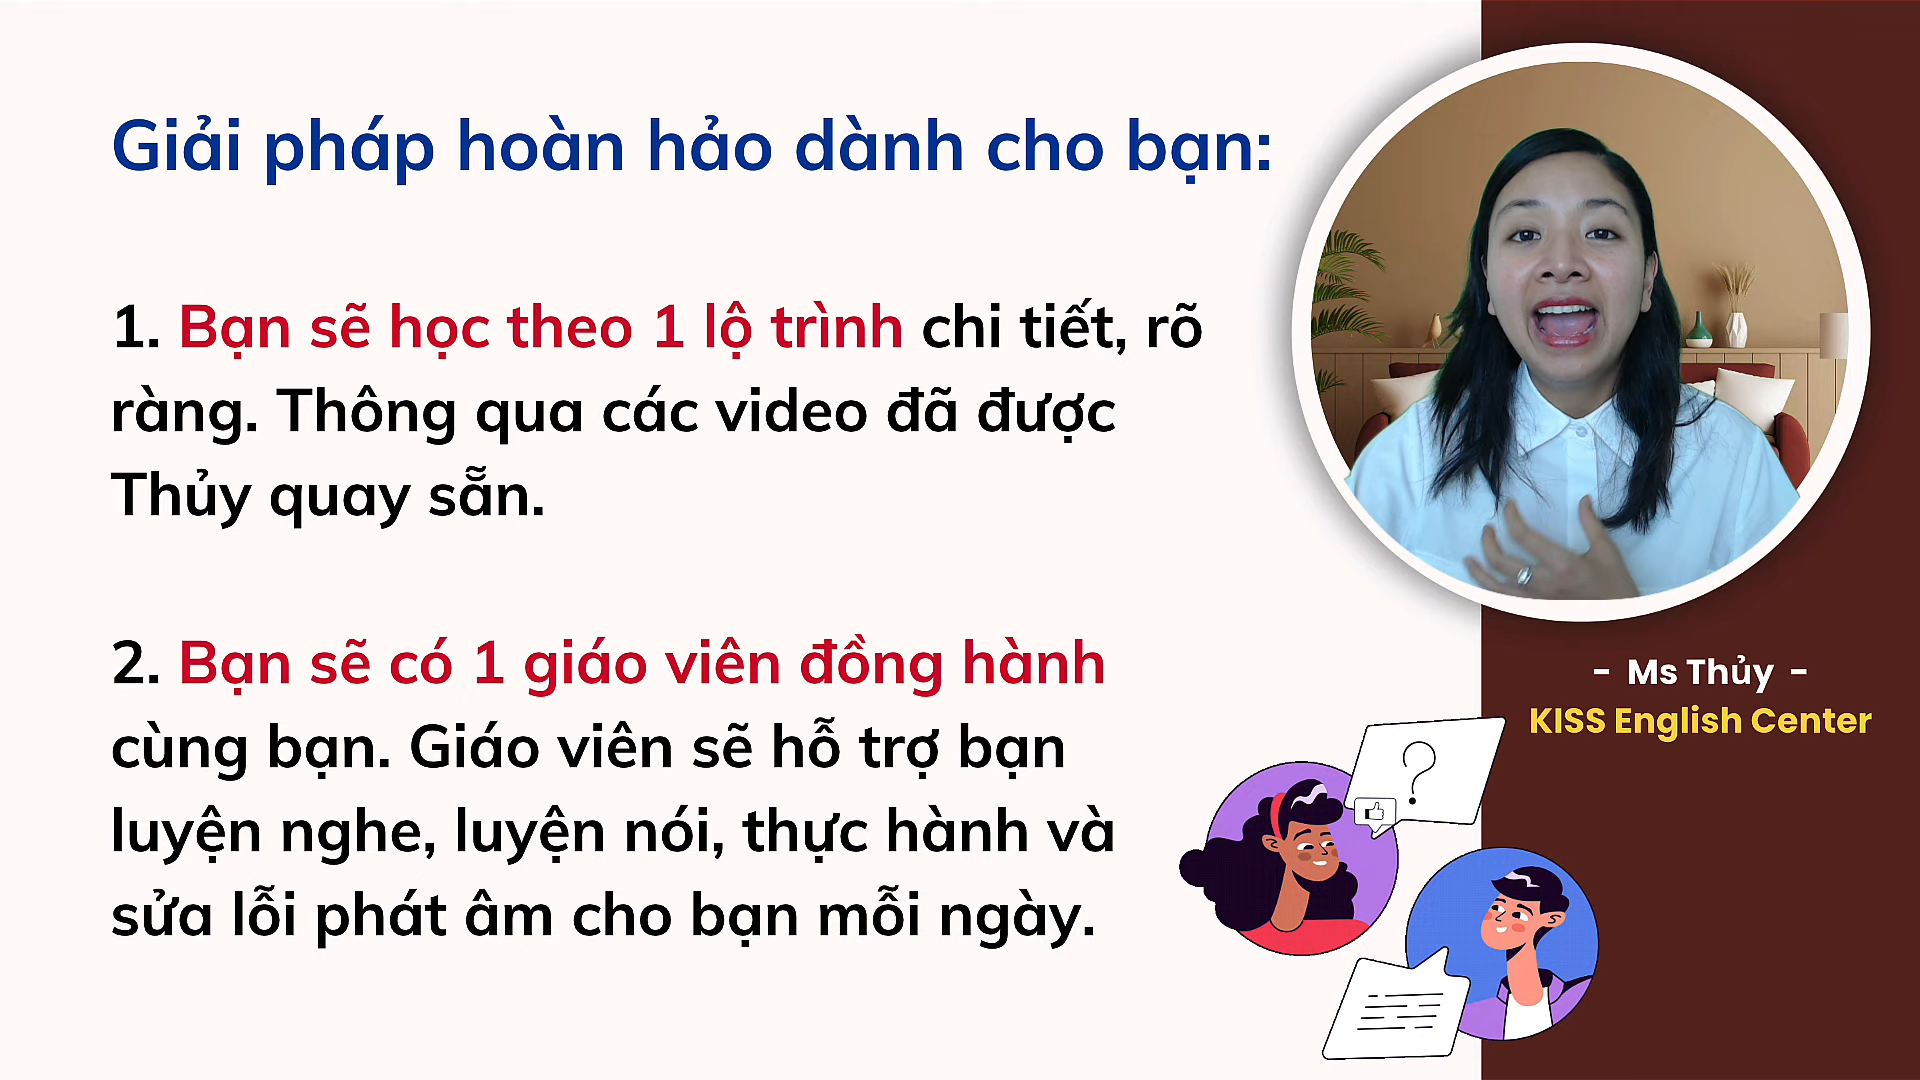 Giải pháp hoàn hảo dành cho bạn:
1. Bạn sẽ học theo 1 lộ trình chi tiết, rõ
ràng. Thông qua các video đã được
Thủy quay sẵn.
2. Bạn sẽ có 1 giáo viên đồng hành
cùng bạn. Giáo viên sẽ hỗ trợ bạn
luyện nghe, luyện nói, thực hành và
sửa lỗi phát âm cho bạn mỗi ngày.
- Ms Thủy -
KISS English Center
?